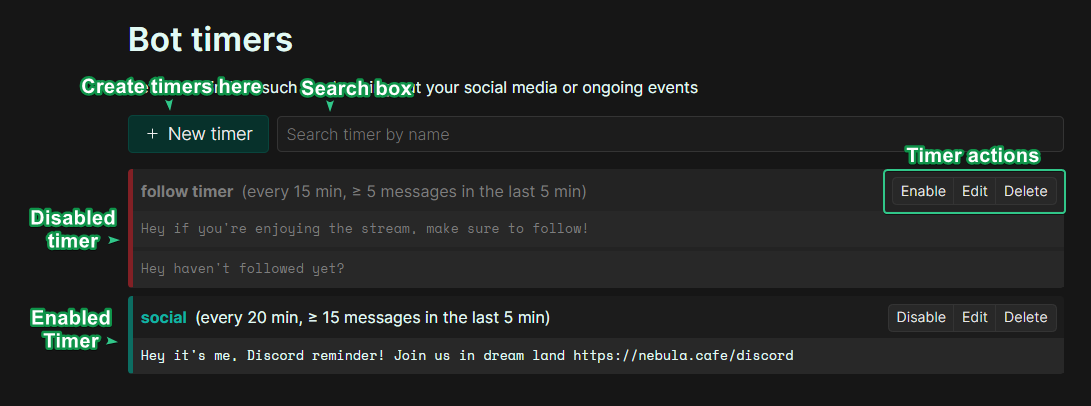 Bot timers
Create timers here
Search box
such
t your social media or ongoing events
+ New timer
Search timer by name
Timer actions
follow timer (every 15 min, ≥ 5 messages in the last 5 min)
Enable Edit Delete
Disabled
timer
Hey if you're enjoying the stream, make sure to follow!
Hey haven't followed yet?
Enabled
Timer
social (every 20 min, ≥ 15 messages in the last 5 min)
Disable Edit Delete
Hey it's me, Discord reminder! Join us in dream land https://nebula.cafe/discord